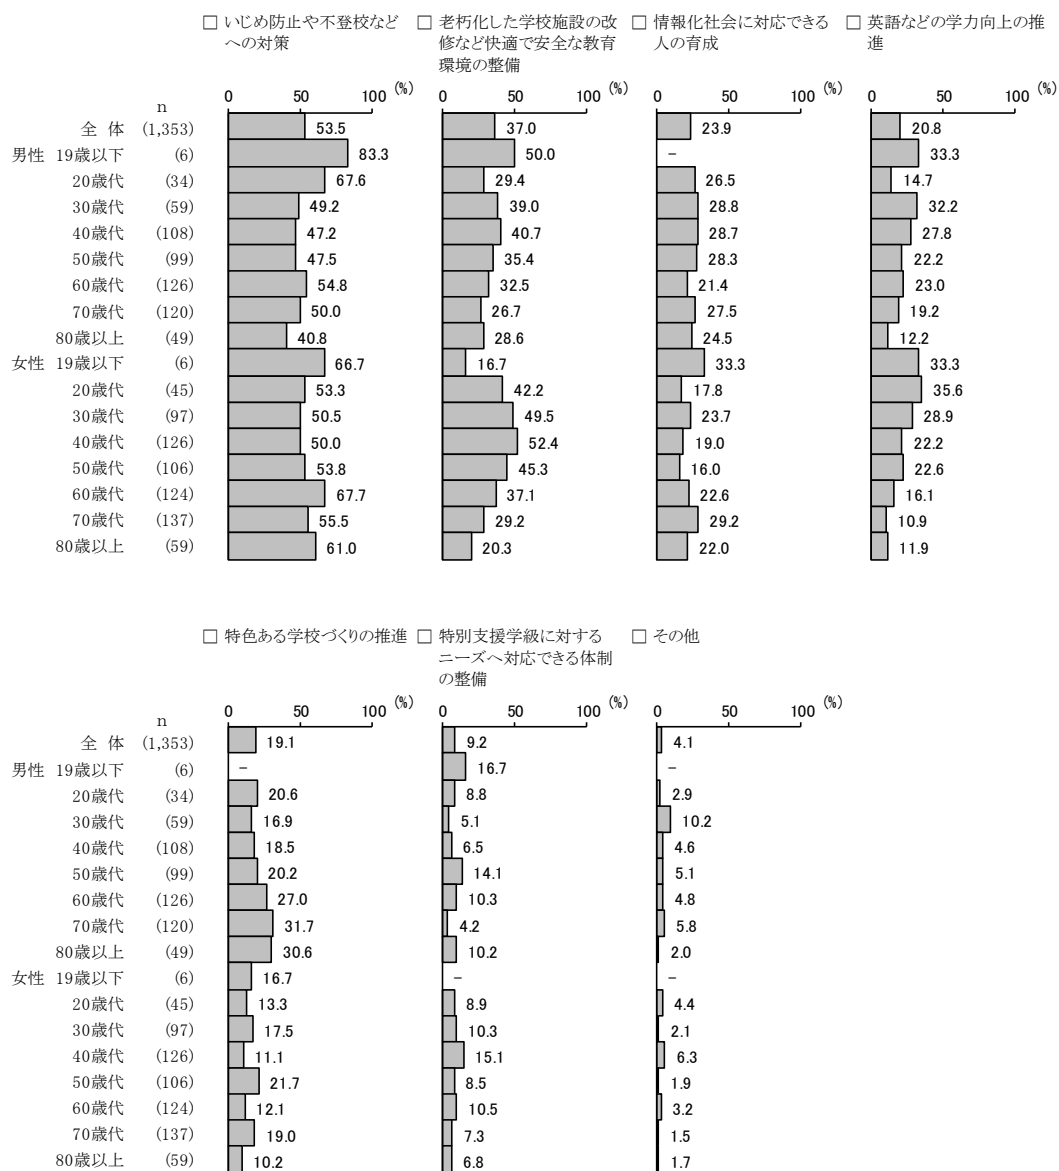 □ いじめ防止や不登校など □ 老朽化した学校施設の改 □ 情報化社会に対応できる □ 英語などの学力向上の推
への対策 修など快適で安全な教育 人の育成 進
環境の整備
(%) (%) (%) (%)
n 0 50 100 0 50 100 0 50 100 0 50 100
全 体 (1,353) 53.5 37.0 23.9 20.8
男性 19歳以下 (6) 83.3 50.0 － 33.3
20歳代 (34) 67.6 29.4 26.5 14.7
30歳代 (59) 49.2 39.0 28.8 32.2
40歳代 (108) 47.2 40.7 28.7 27.8
50歳代 (99) 47.5 35.4 28.3 22.2
60歳代 (126) 54.8 32.5 21.4 23.0
70歳代 (120) 50.0 26.7 27.5 19.2
80歳以上 (49) 40.8 28.6 24.5 12.2
女性 19歳以下 (6) 66.7 16.7 33.3 33.3
20歳代 (45) 53.3 42.2 17.8 35.6
30歳代 (97) 50.5 49.5 23.7 28.9
40歳代 (126) 50.0 52.4 19.0 22.2
50歳代 (106) 53.8 45.3 16.0 22.6
60歳代 (124) 67.7 37.1 22.6 16.1
70歳代 (137) 55.5 29.2 29.2 10.9
80歳以上 (59) 61.0 20.3 22.0 11.9
□ 特色ある学校づくりの推進 □ 特別支援学級に対する □ その他
ニーズへ対応できる体制
の整備
(%) (%) (%)
n 0 50 100 0 50 100 0 50 100
全 体 (1,353) 19.1 9.2 4.1
男性 19歳以下 (6) － 16.7 －
20歳代 (34) 20.6 8.8 2.9
30歳代 (59) 16.9 5.1 10.2
40歳代 (108) 18.5 6.5 4.6
50歳代 (99) 20.2 14.1 5.1
60歳代 (126) 27.0 10.3 4.8
70歳代 (120) 31.7 4.2 5.8
80歳以上 (49) 30.6 10.2 2.0
女性 19歳以下 (6) 16.7 － －
20歳代 (45) 13.3 8.9 4.4
30歳代 (97) 17.5 10.3 2.1
40歳代 (126) 11.1 15.1 6.3
50歳代 (106) 21.7 8.5 1.9
60歳代 (124) 12.1 10.5 3.2
70歳代 (137) 19.0 7.3 1.5
80歳以上 (59) 10.2 6.8 1.7